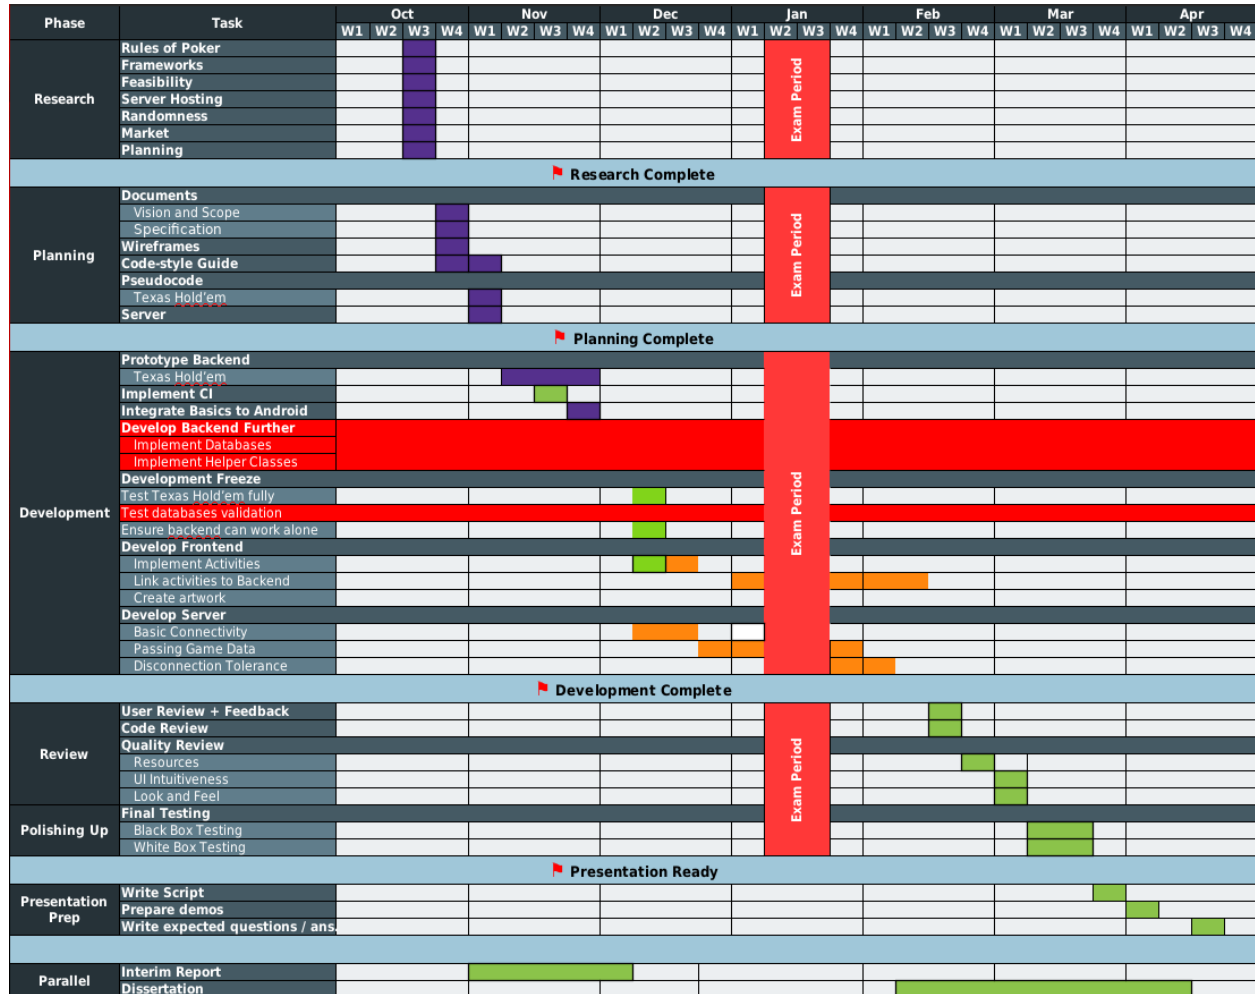 Phase Task Oct Nov Dec Jan Feb Mar Apr
W1 W2 W3 W4 W1 W2 W3 W4 W1 W2 W3 W4 W1 W2 W3 W4 W1 W2 W3 W4 W1 W2 W3 W4 W1 W2 W3 W4
Research
Rules of Poker
Frameworks
Feasibility
Server Hosting
Randomness
Market
Planning
Exam Period
Research Complete
Planning
Documents
Vision and Scope
Specification
Wireframes
Code-style Guide
Pseudocode
Texas Hold'em
Server
Exam Period
Planning Complete
Development
Prototype Backend
Texas Hold'em
Implement CI
Integrate Basics to Android
Develop Backend Further
Implement Databases
Implement Helper Classes
Development Freeze
Test Texas Hold'em fully
Test databases validation
Ensure backend can work alone
Develop Frontend
Implement Activities
Link activities to Backend
Create artwork
Develop Server
Basic Connectivity
Passing Game Data
Disconnection Tolerance
Exam Period
Development Complete
Review
User Review + Feedback
Code Review
Quality Review
Resources
UI Intuitiveness
Look and Feel
Polishing Up
Final Testing
Black Box Testing
White Box Testing
Exam Period
Presentation Ready
Presentation
Prep
Write Script
Prepare demos
Write expected questions / ans.
Parallel
Interim Report
Dissertation